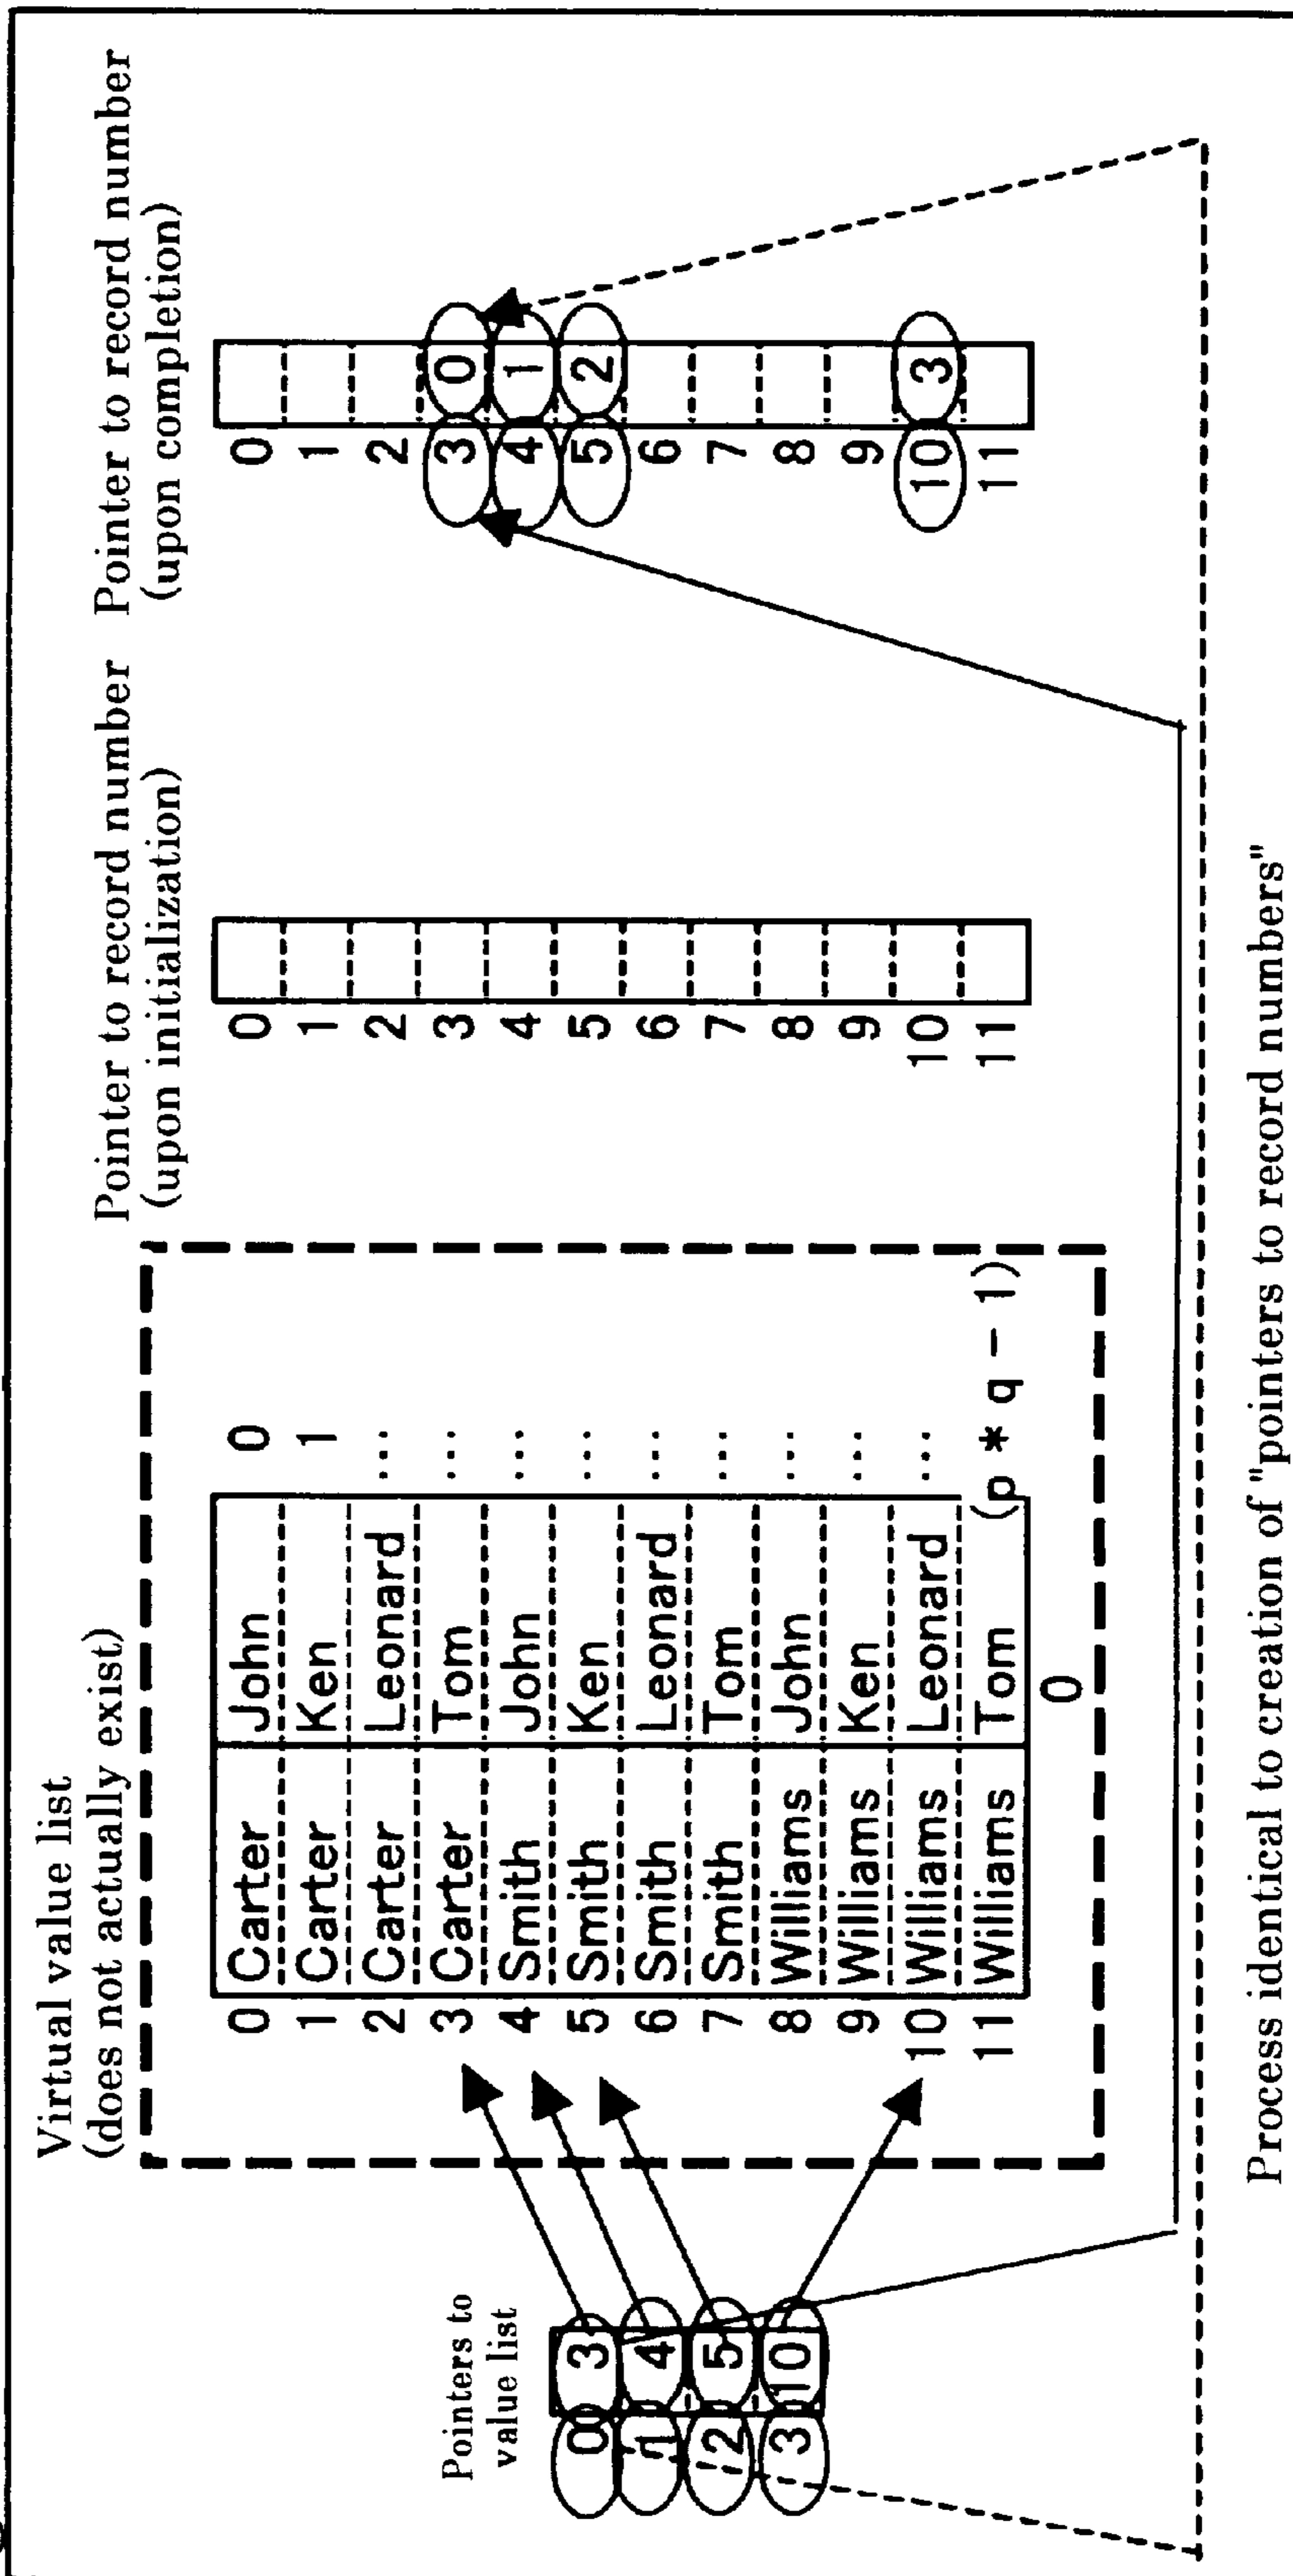 Virtual value list
(does not actually exist)
Pointer to record number
(upon initialization)
Pointer to record number
(upon completion)
Pointers to
value list
0 3
1 4
2 5
3 10
0 Carter John 0
1 Carter Ken 1
2 Carter Leonard ...
3 Carter Tom ...
4 Smith John ...
5 Smith Ken ...
6 Smith Leonard ...
7 Smith Tom ...
8 Williams John ...
9 Williams Ken ...
10 Williams Leonard ...
11 Williams Tom (p * q - 1)
0
0
1
2
3
4
5
6
7
8
9
10
11
0
1
2
3 0
4 1
5 2
6
7
8
9
10 3
11
Process identical to creation of "pointers to record numbers"